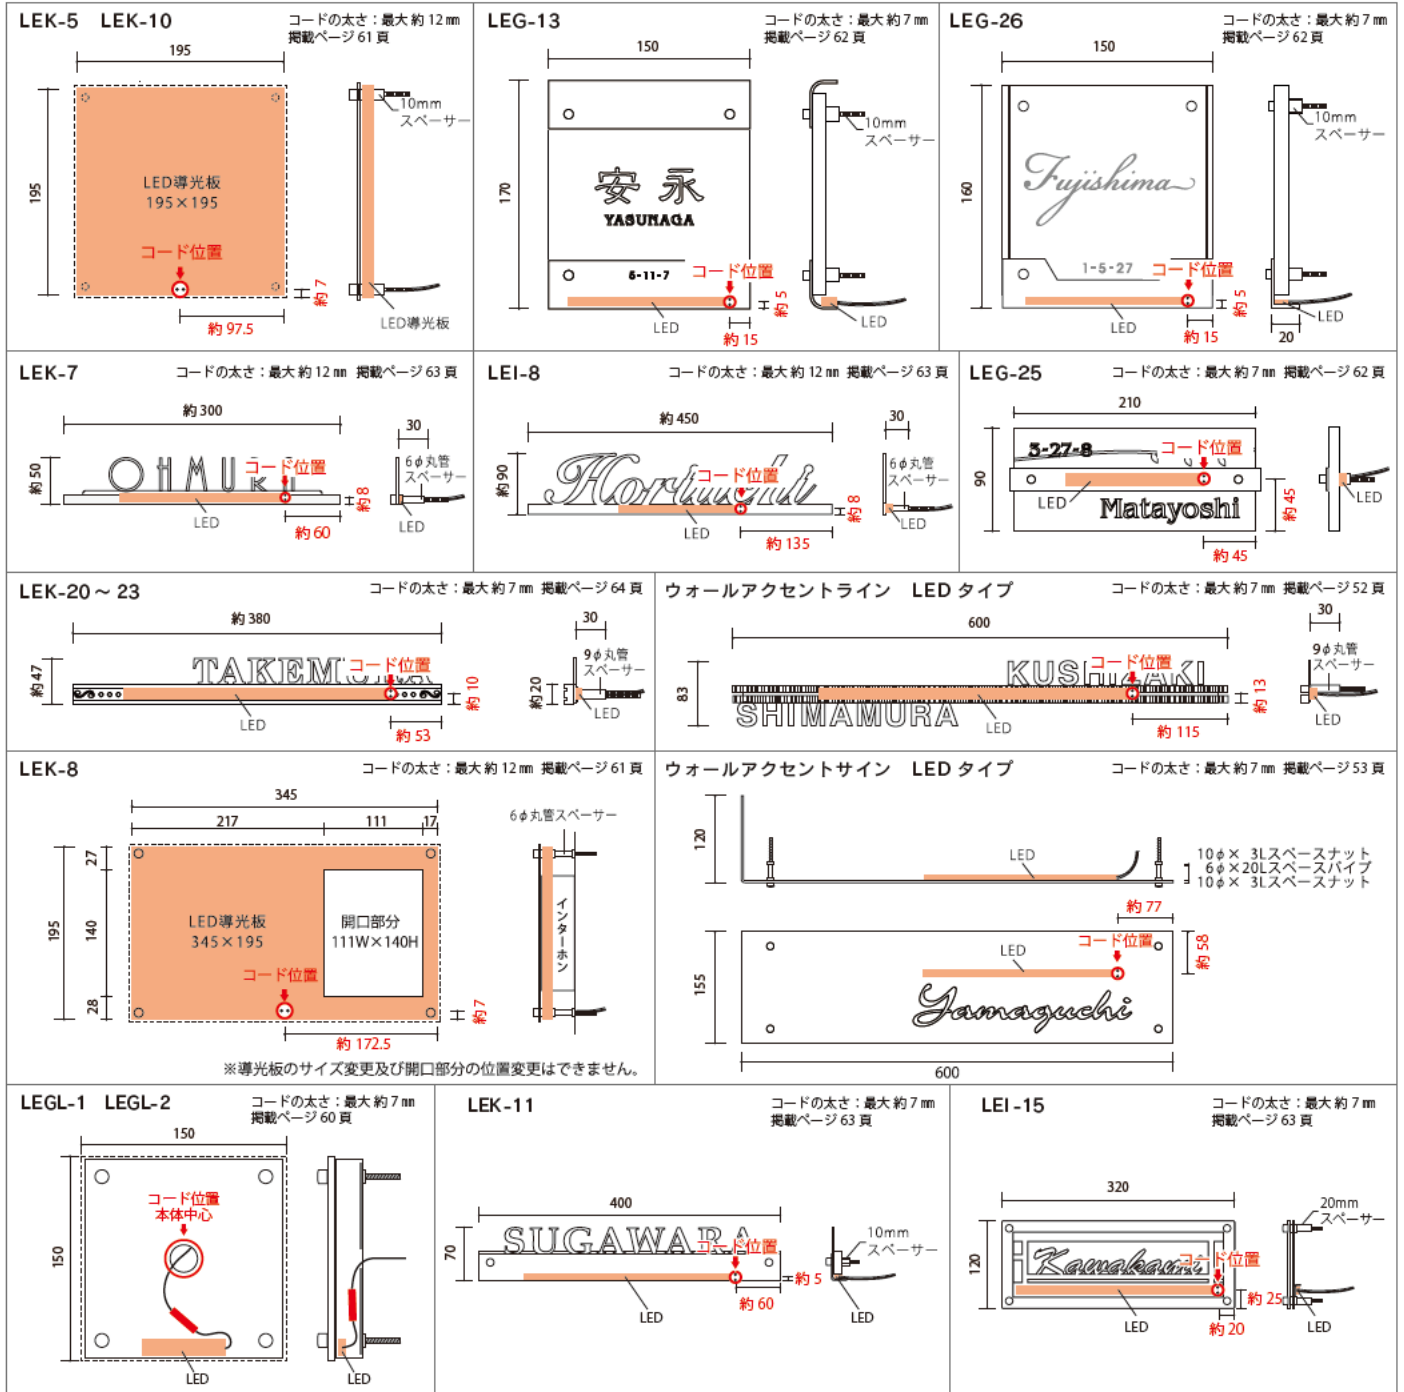 LEK-5 LEK-10
コードの太さ：最大 約 12 ㎜
掲載ページ 61 頁
195
195
10mm
スペーサー
LED導光板
195×195
コード位置
約 7
約 97.5
LED導光板
LEG-13
コードの太さ：最大 約 7 ㎜
掲載ページ 62 頁
150
170
10mm
スペーサー
安 永
YASUNAGA
6-11-7
コード位置
LED
約 5
約 15
LED
LEG-26
コードの太さ：最大 約 7 ㎜
掲載ページ 62 頁
150
160
10mm
スペーサー
Fujishima
1-5-27
コード位置
LED
約 5
約 15
LED
20
LEK-7
コードの太さ：最大 約 12 ㎜ 掲載ページ 63 頁
約 300
30
約 50
コード位置
6φ丸管
スペーサー
LED
約 8
約 60
LED
LEI-8
コードの太さ：最大 約 12 ㎜ 掲載ページ 63 頁
約 450
30
約 90
Horiuchi
コード位置
6φ丸管
スペーサー
LED
約 8
約 135
LED
LEG-25
コードの太さ：最大 約 7 ㎜ 掲載ページ 62 頁
210
90
3-27-8
コード位置
LED
Matayoshi
約 45
約 45
LED
LEK-20～ 23
コードの太さ：最大 約 7 ㎜ 掲載ページ 64 頁
約 380
30
約 47
TAKEMURA
コード位置
約 20
9φ丸管
スペーサー
LED
約 10
約 53
LED
ウォールアクセントライン LED タイプ
コードの太さ：最大 約 7 ㎜ 掲載ページ 52 頁
600
30
83
KUSHIZAKI
コード位置
9φ丸管
スペーサー
SHIMAMURA
LED
約 13
約 115
LED
LEK-8
コードの太さ：最大 約 12 ㎜ 掲載ページ 61 頁
345
217
111
17
6φ丸管スペーサー
27
195
140
28
LED導光板
345×195
開口部分
111W×140H
コード位置
インターホン
約 7
約 172.5
※導光板のサイズ変更及び開口部分の位置変更はできません。
ウォールアクセントサイン LED タイプ
コードの太さ：最大 約 7 ㎜ 掲載ページ 53 頁
120
LED
10φ× 3Lスペースナット
6φ×20Lスペースパイプ
10φ× 3Lスペースナット
約 77
155
LED
コード位置
約 58
Yamaguchi
600
LEGL-1 LEGL-2
コードの太さ：最大 約 7 ㎜
掲載ページ 60 頁
150
150
コード位置
本体中心
LED
LED
LEK-11
コードの太さ：最大 約 7 ㎜
掲載ページ 63 頁
400
70
SUGAWARA
コード位置
10mm
スペーサー
LED
約 5
約 60
LED
LEI-15
コードの太さ：最大 約 7 ㎜
掲載ページ 63 頁
320
120
20mm
スペーサー
Kawakami
コード位置
LED
約 25
約 20
LED